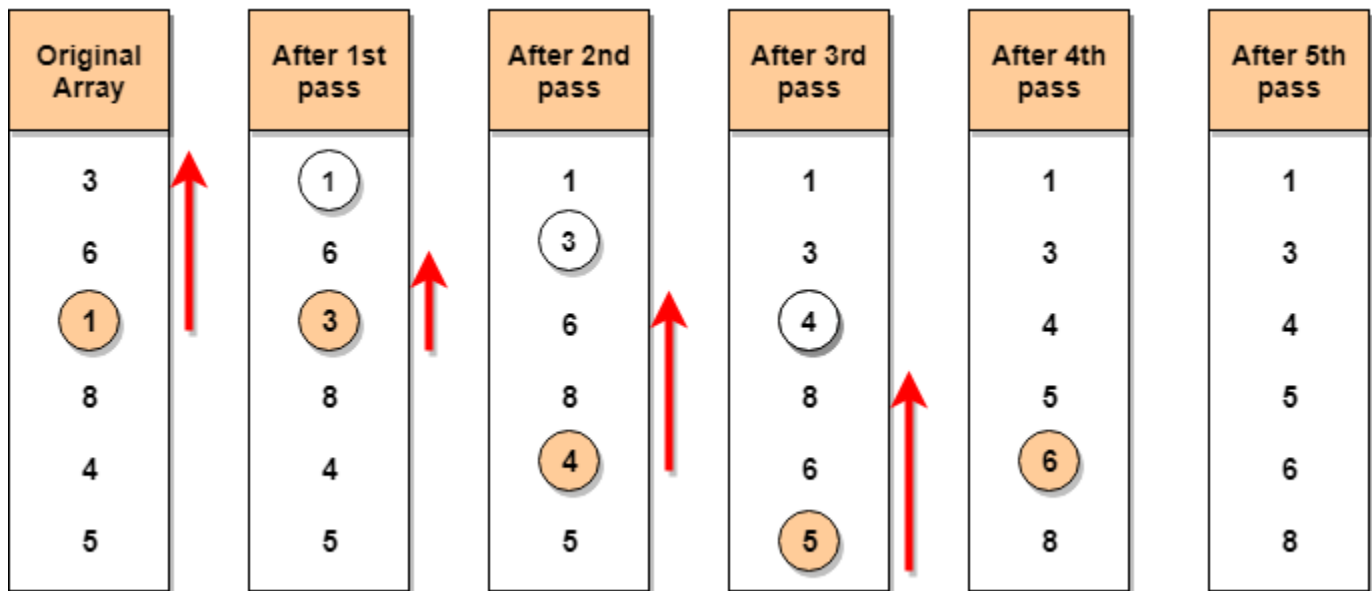 Original
Array
After 1st
pass
After 2nd
pass
After 3rd
pass
After 4th
pass
After 5th
pass
3 1 1 1 1 1
6 6 3 3 3 3
1 3 6 4 4 4
8 8 8 8 5 5
4 4 4 6 6 6
5 5 5 5 8 8